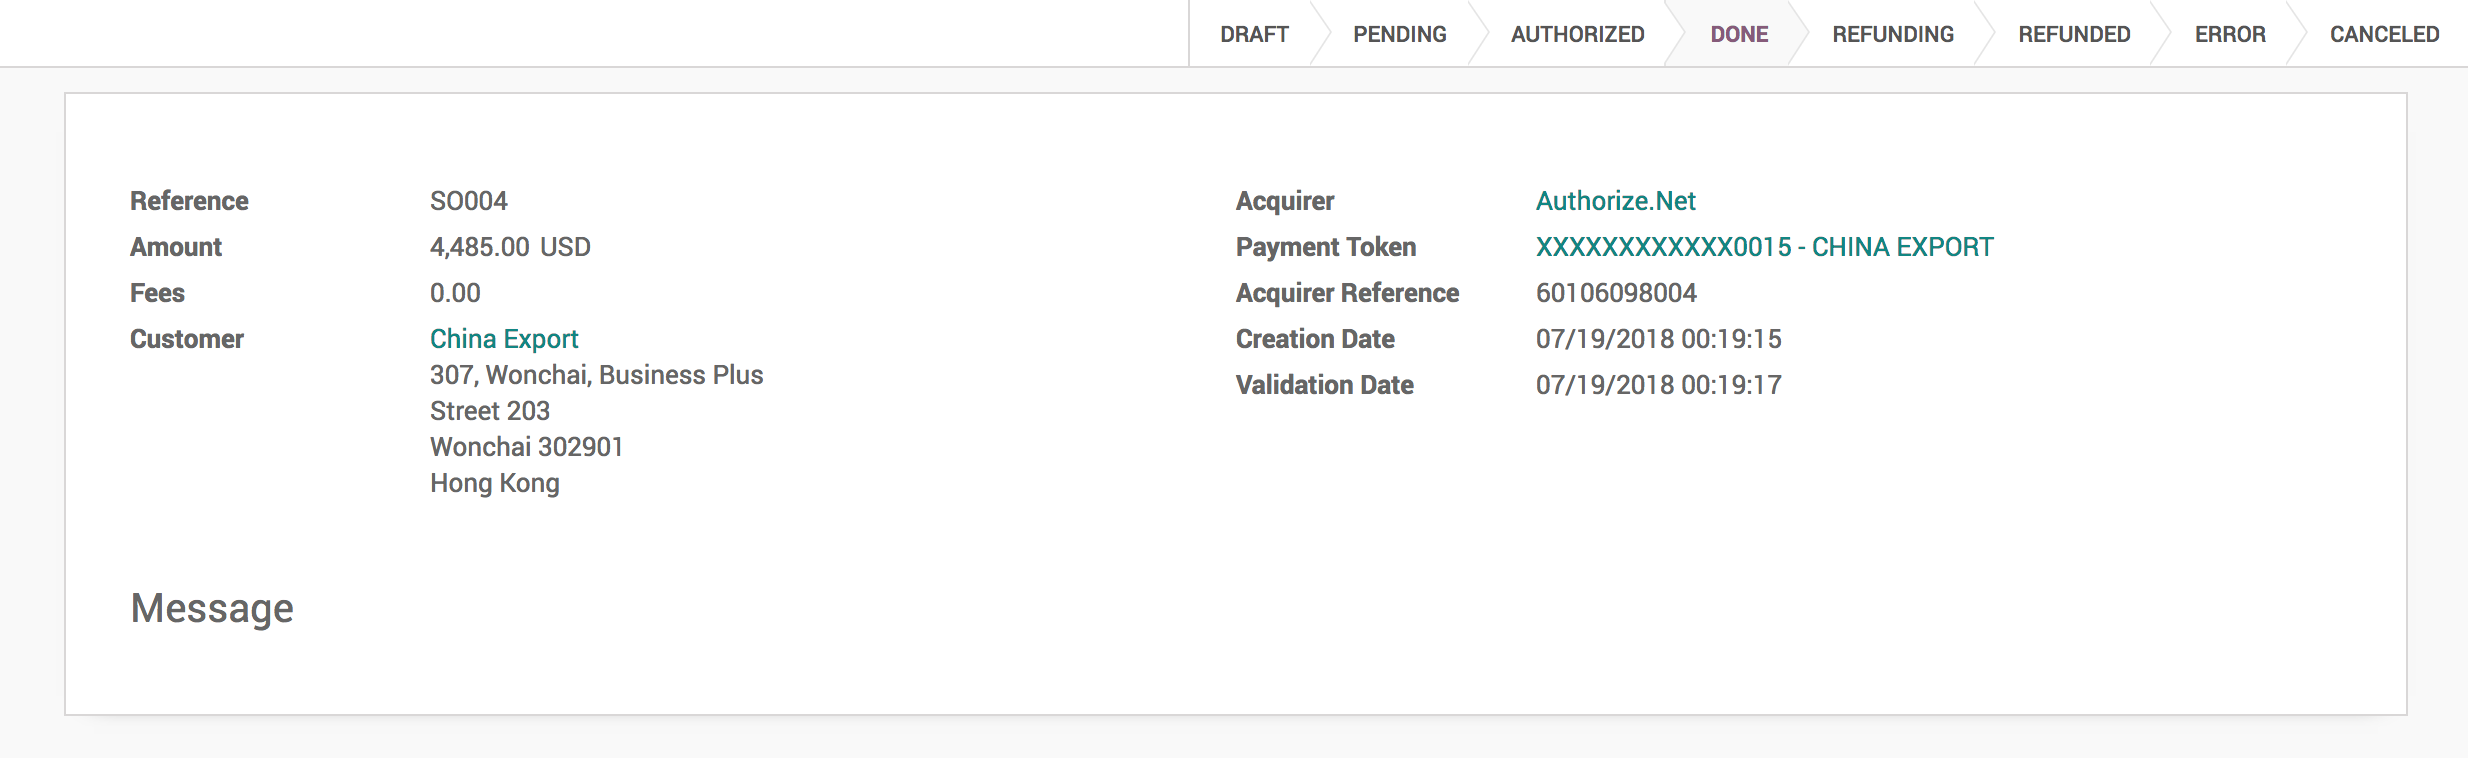 DRAFT PENDING AUTHORIZED DONE REFUNDING REFUNDED ERROR CANCELED
Reference SO004
Amount 4,485.00 USD
Fees 0.00
Customer China Export
307, Wonchai, Business Plus
Street 203
Wonchai 302901
Hong Kong
Acquirer Authorize.Net
Payment Token XXXXXXXXXXXX0015 - CHINA EXPORT
Acquirer Reference 60106098004
Creation Date 07/19/2018 00:19:15
Validation Date 07/19/2018 00:19:17
Message